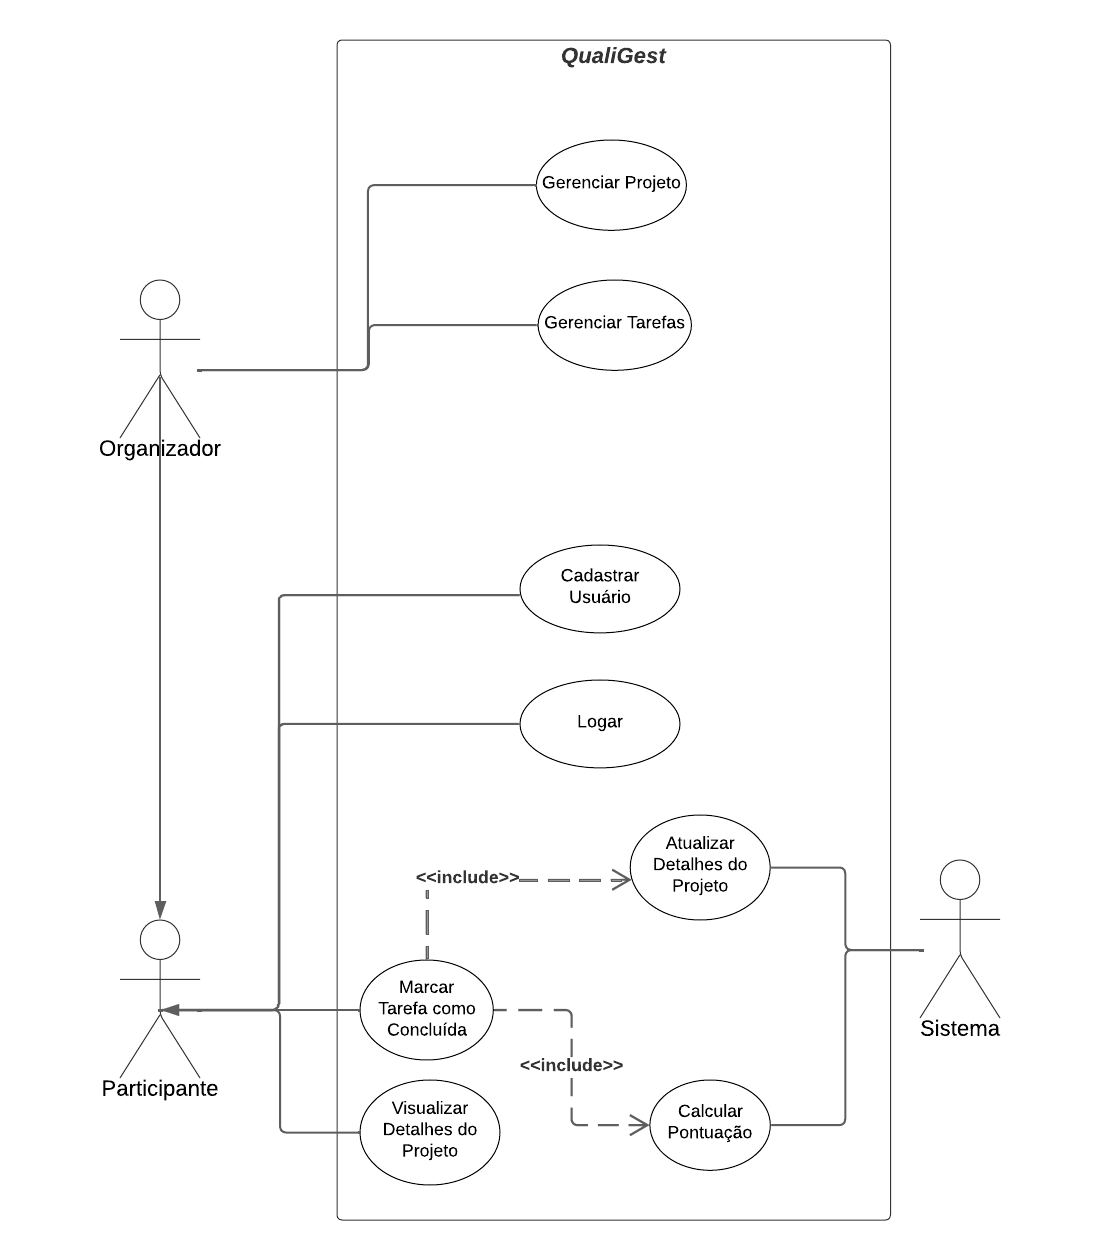 QualiGest
Gerenciar Projeto
Gerenciar Tarefas
Organizador
Cadastrar
Usuário
Logar
Atualizar
Detalhes do
Projeto
<<include>>
Marcar
Tarefa como
Concluída
Sistema
<<include>>
Participante
Visualizar
Detalhes do
Projeto
Calcular
Pontuação